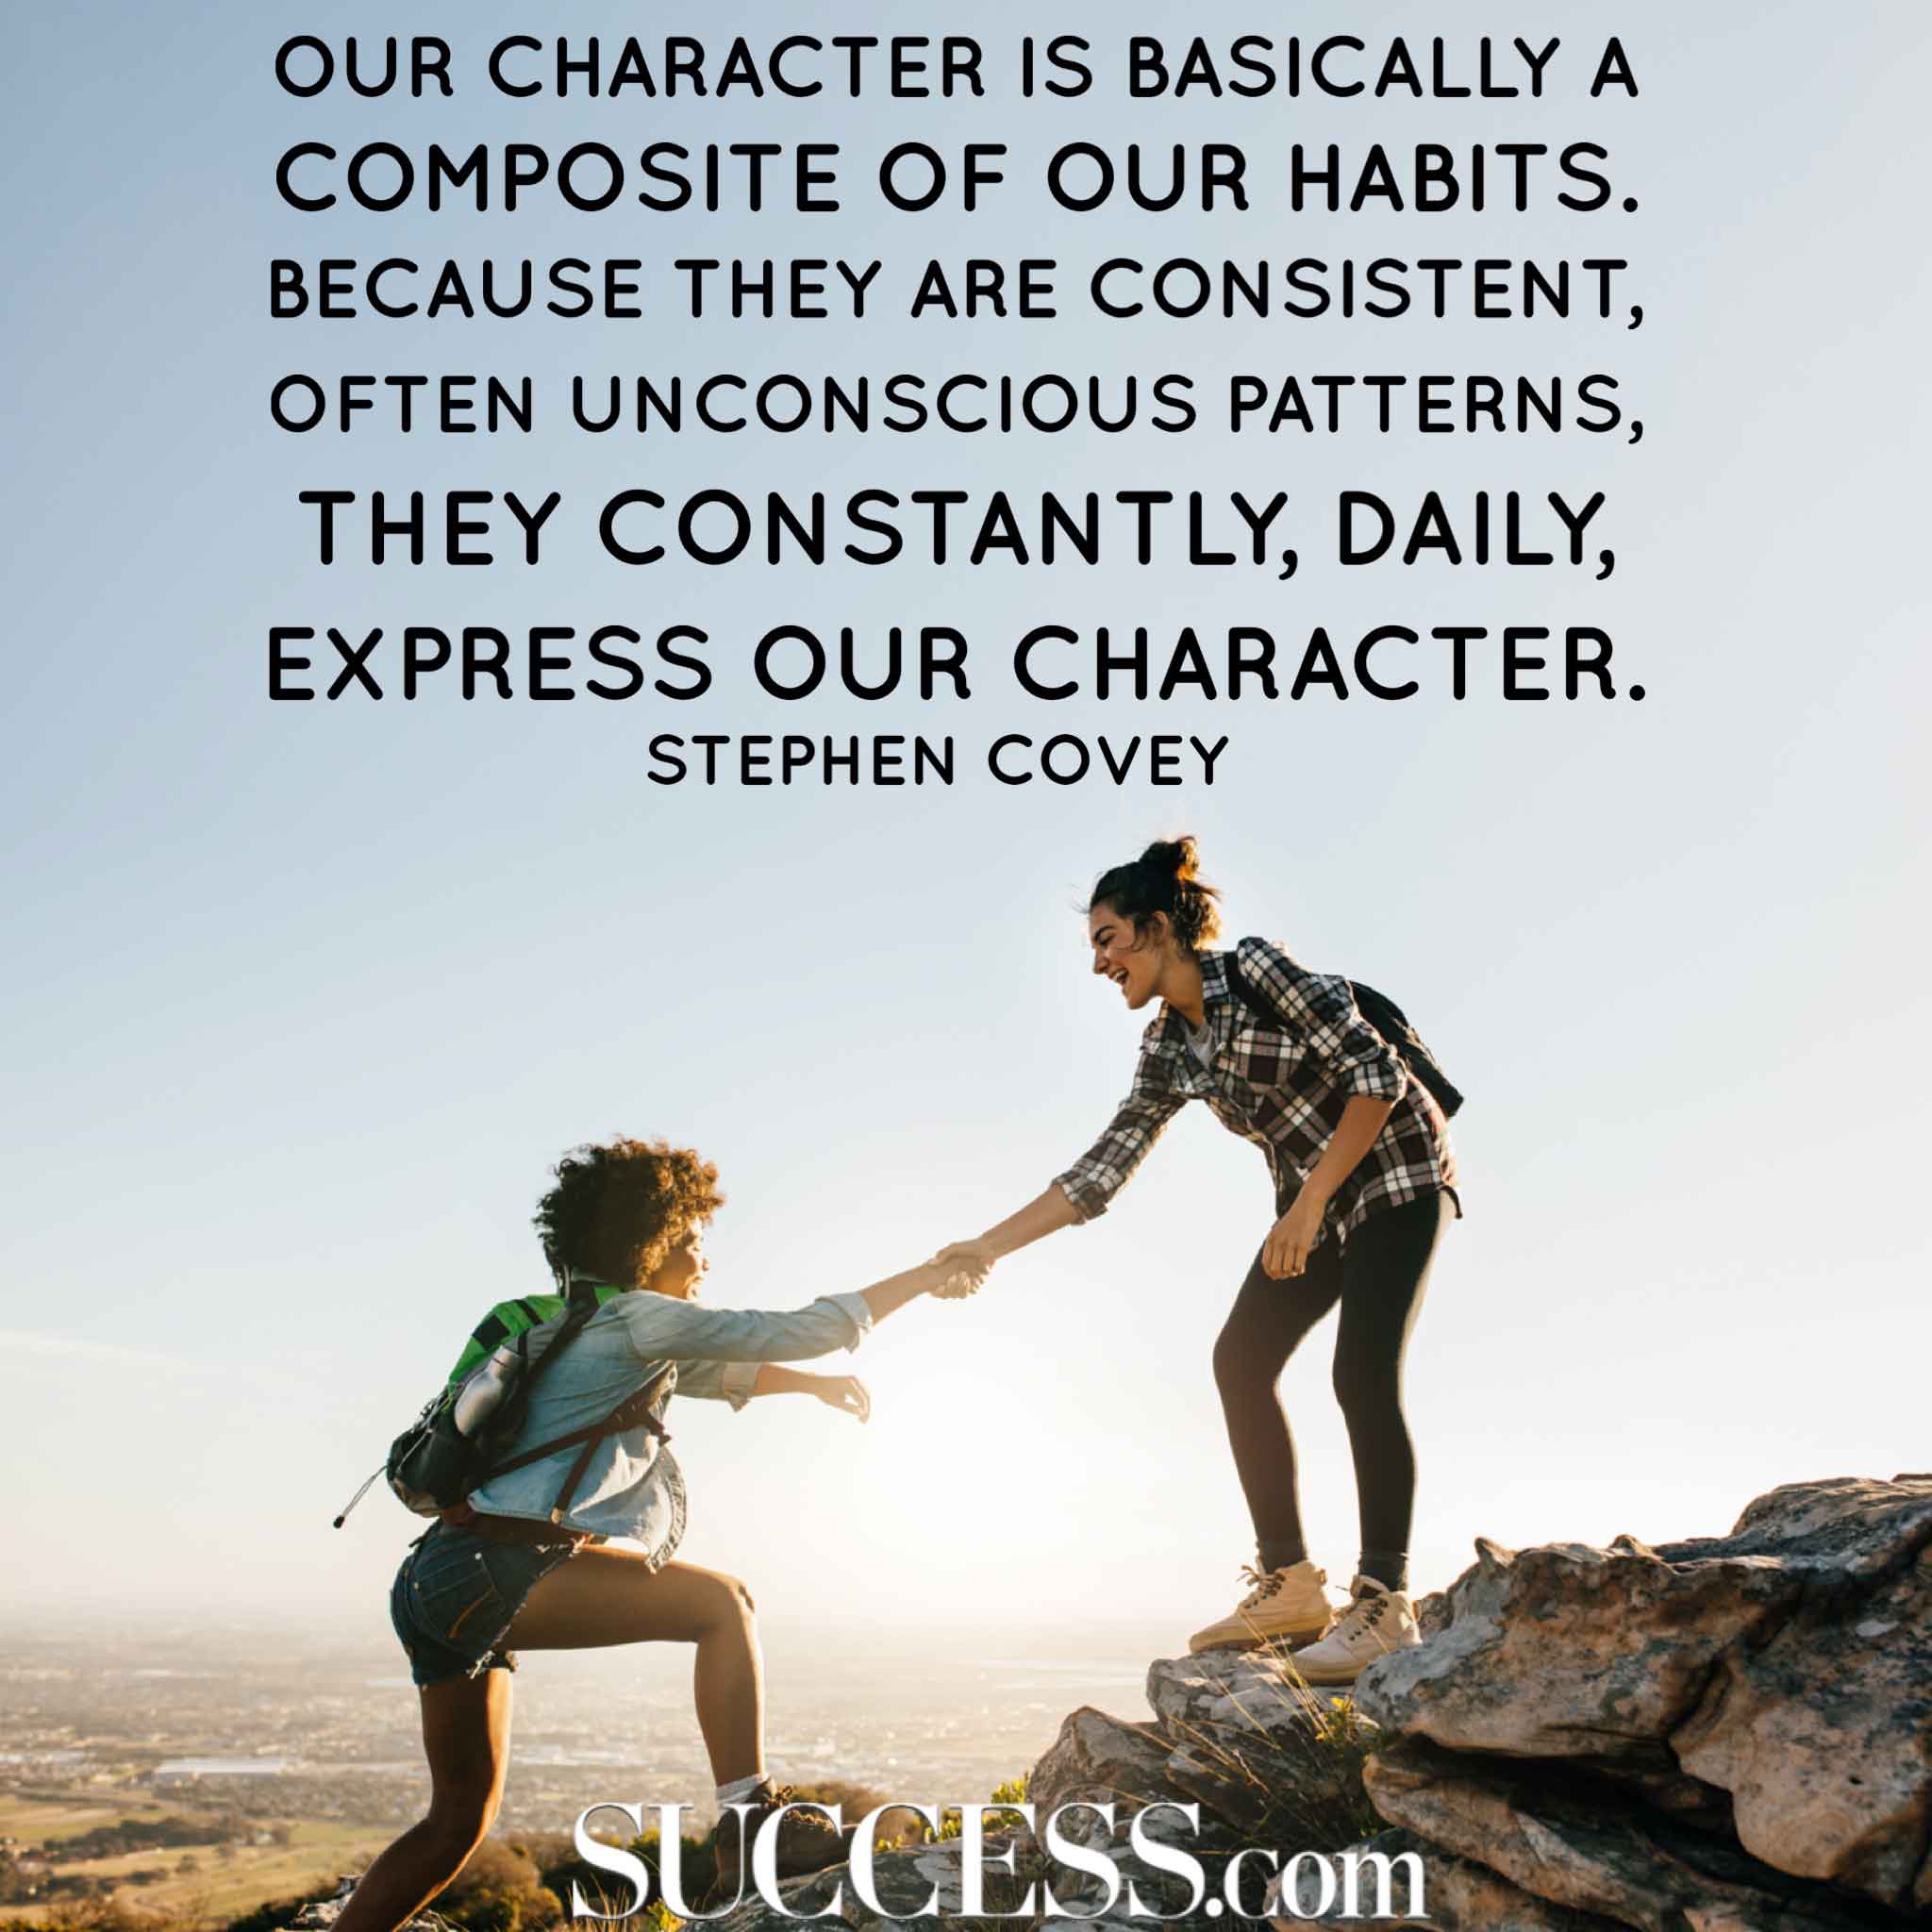 OUR CHARACTER IS BASICALLY A
COMPOSITE OF OUR HABITS.
BECAUSE THEY ARE CONSISTENT,
OFTEN UNCONSCIOUS PATTERNS,
THEY CONSTANTLY, DAILY,
EXPRESS OUR CHARACTER.
STEPHEN COVEY
SUCCESS.com